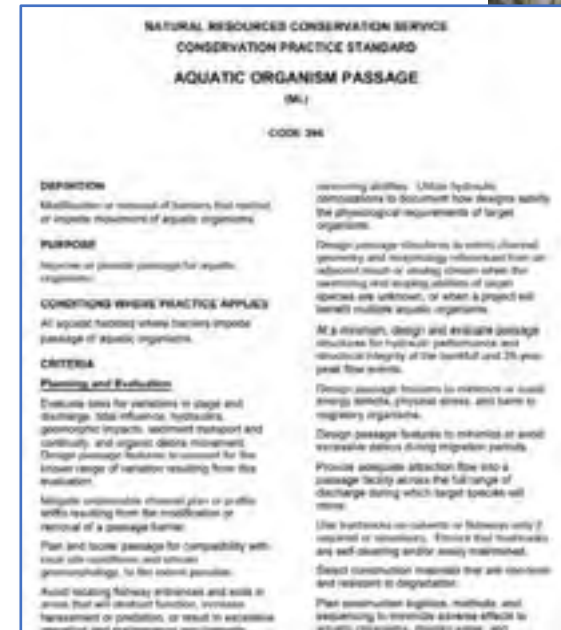 NATURAL RESOURCES CONSERVATION SERVICE
CONSERVATION PRACTICE STANDARD
AQUATIC ORGANISM PASSAGE
CODE 396
DEFINITION
Modification or removal of barriers that restrict
or impede movement of aquatic organisms.
PURPOSE
Improve or provide passage for aquatic
organisms.
CONDITIONS WHERE PRACTICE APPLIES
All aquatic habitats where barriers impede
passage of aquatic organisms.
CRITERIA
Planning and Evaluation
Evaluate sites for variations in stage and
discharge, tidal influence, hydraulics,
geomorphic impacts, sediment transport and
continuity, and organic debris movement.
Design passage features to account for the
known range of variation resulting from this
evaluation.
Mitigate undesirable channel plan or profile
shifts resulting from the modification or
removal of a passage barrier.
Plan and locate passage for compatibility with
local site conditions and stream
geomorphology, to the extent possible.
Avoid locating fishway entrances and exits in
areas that will obstruct function, increase
harassment or predation, or result in excessive
swimming abilities. Utilize hydraulic
computations to document how designs satisfy
the physiological requirements of target
organisms.
Design passage structures to mimic channel
geometry and morphology referenced from an
adjacent reach or analog stream when the
swimming and leaping abilities of target
species are unknown, or when a project will
benefit multiple aquatic organisms.
At a minimum, design and evaluate passage
structures for hydraulic performance and
structural integrity at the bankfull and 25-year
peak flow events.
Design passage features to minimize or avoid
energy deficits, physical stress, and harm to
migratory organisms.
Design passage features to minimize or avoid
excessive delays during migration periods.
Provide adequate attraction flow into a
passage facility across the full range of
discharge during which target species will
move.
Use trashracks on culverts or fishways only if
required or necessary. Ensure that trashracks
are self-cleaning and/or easily maintained.
Select construction materials that are non-toxic
and resistant to degradation.
Plan construction logistics, methods, and
sequencing to minimize adverse effects to